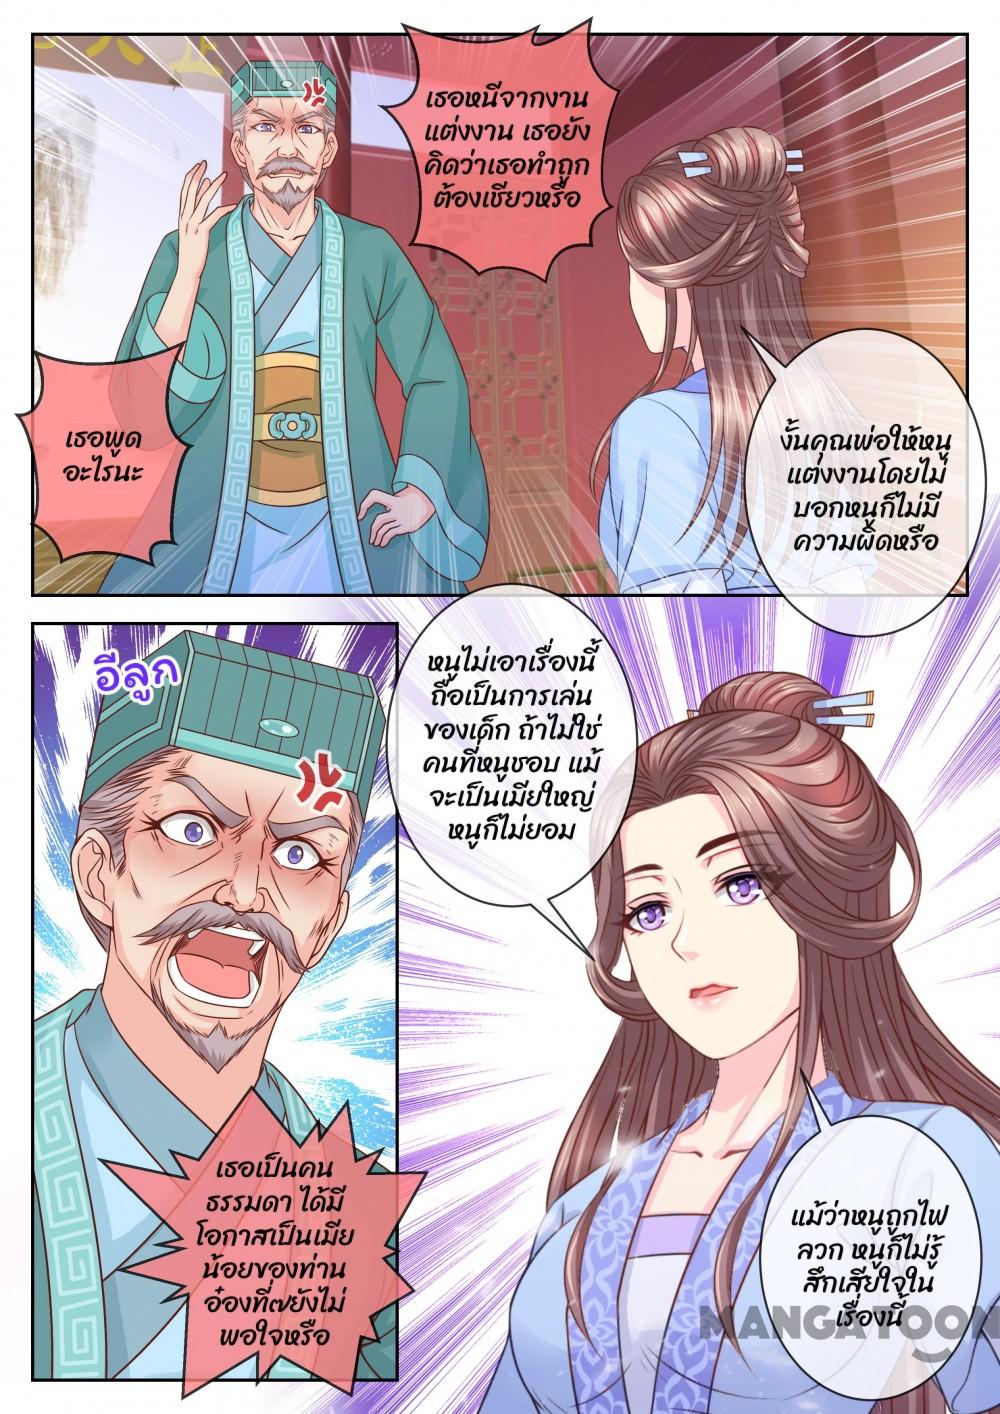 เธอหนีจากงาน
แต่งงาน เธอยัง
คิดว่าเธอทำถูก
ต้องเชียวหรือ
งั้นคุณพ่อให้หนู
แต่งงานโดยไม่
บอกหนูก็ไม่มี
ความผิดหรือ
เธอพูด
อะไรนะ
หนูไม่เอาเรื่องนี้
ถือเป็นการเล่น
ของเด็ก ถ้าไม่ใช่
คนที่หนูชอบ แม้
จะเป็นเมียใหญ่
หนูก็ไม่ยอม
อีลูก
เธอเป็นคน
ธรรมดา ได้มี
โอกาสเป็นเมีย
น้อยของท่าน
อ๋องที่๗ยังไม่
พอใจหรือ
แม้ว่าหนูถูกไฟ
ลวก หนูก็ไม่รู้
สึกเสียใจใน
เรื่องนี้
MANGATOON